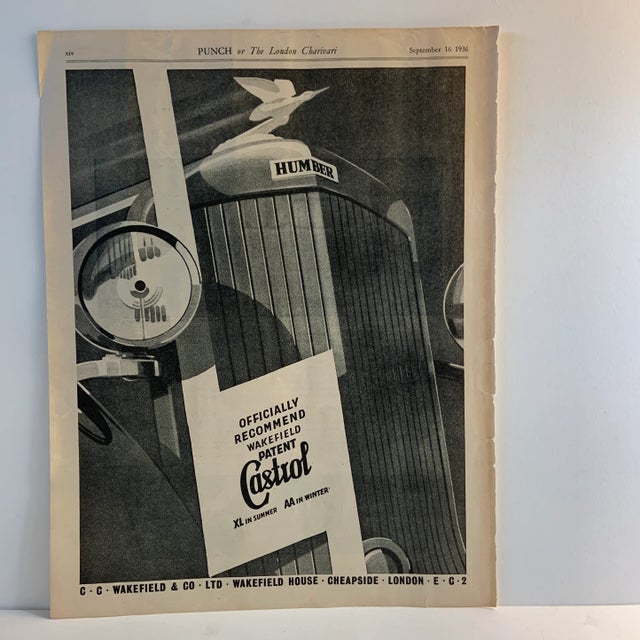 xiv PUNCH or The London Charivari September 16 1936
HUMBER
OFFICIALLY
RECOMMEND
WAKEFIELD
PATENT
Castrol
XL IN SUMMER AA IN WINTER
C · C · WAKEFIELD & CO · LTD · WAKEFIELD HOUSE · CHEAPSIDE · LONDON · E · C · 2